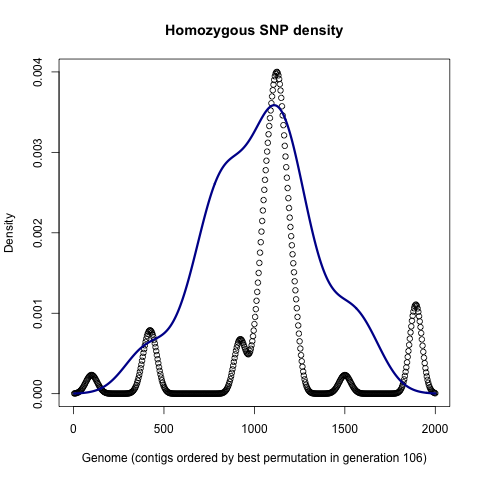 Homozygous SNP density
Density
0.004
0.003
0.002
0.001
0.000
0 500 1000 1500 2000
Genome (contigs ordered by best permutation in generation 106)